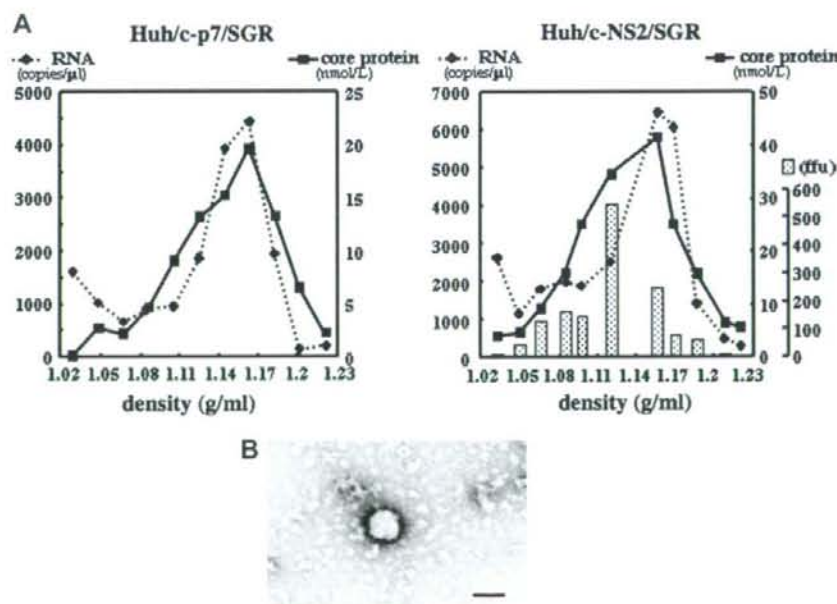 A
Huh/c-p7/SGR
RNA
(copies/μl)
core protein
(nmol/L)
5000
4000
3000
2000
1000
0
25
20
15
10
5
0
1.02 1.05 1.08 1.11 1.14 1.17 1.2 1.23
density (g/ml)
Huh/c-NS2/SGR
RNA
(copies/μl)
core protein
(nmol/L)
7000
6000
5000
4000
3000
2000
1000
0
50
40
30
20
10
0
(ffu)
600
500
400
300
200
100
0
1.02 1.05 1.08 1.11 1.14 1.17 1.2 1.23
density (g/ml)
B